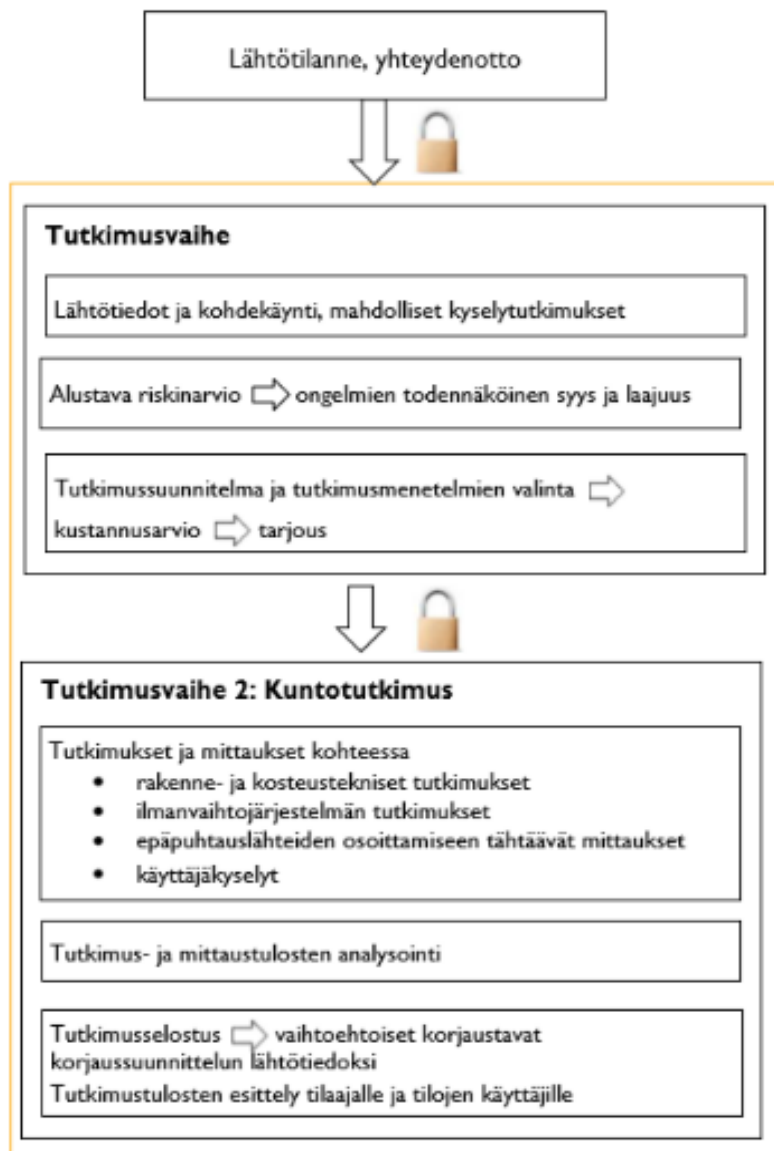 Lähtötilanne, yhteydenotto
Tutkimusvaihe
Lähtötiedot ja kohdekäynti, mahdolliset kyselytutkimukset
Alustava riskinarvio ongelmien todennäköinen syys ja laajuus
Tutkimussuunnitelma ja tutkimusmenetelmien valinta
kustannusarvio tarjous
Tutkimusvaihe 2: Kuntotutkimus
Tutkimukset ja mittaukset kohteessa
• rakenne- ja kosteustekniset tutkimukset
• ilmanvaihtojärjestelmän tutkimukset
• epäpuhtauslähteiden osoittamiseen tähtäävät mittaukset
• käyttäjäkyselyt
Tutkimus- ja mittaustulosten analysointi
Tutkimusselostus vaihtoehtoiset korjaustavat
korjaussuunnittelun lähtötiedoksi
Tutkimustulosten esittely tilaajalle ja tilojen käyttäjille